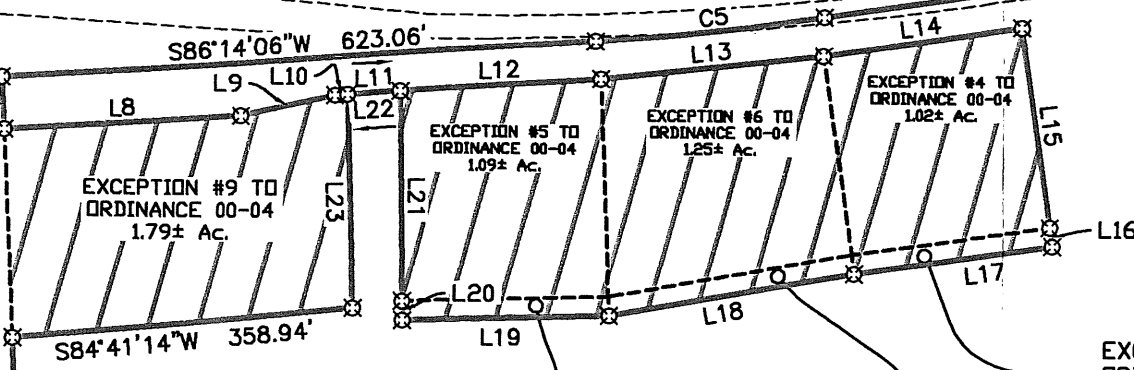 C5
L14
S86°14'06"W 623.06'
L9
L10
L11
L12
L13
L8
L22
EXCEPTION #4 TO
ORDINANCE 00-04
1.02± Ac.
EXCEPTION #5 TO
ORDINANCE 00-04
1.09± Ac.
EXCEPTION #6 TO
ORDINANCE 00-04
1.25± Ac.
L15
EXCEPTION #9 TO
ORDINANCE 00-04
1.79± Ac.
L23
L21
L16
L20
L17
L18
L19
S84°41'14"W 358.94'